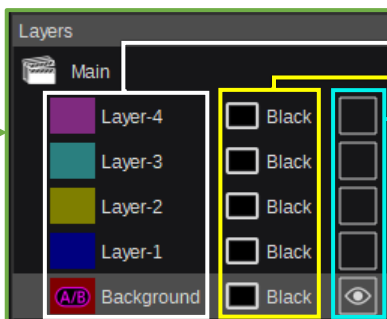 Layers
Main
Layer-4 Black
Layer-3 Black
Layer-2 Black
Layer-1 Black
A/B Background Black